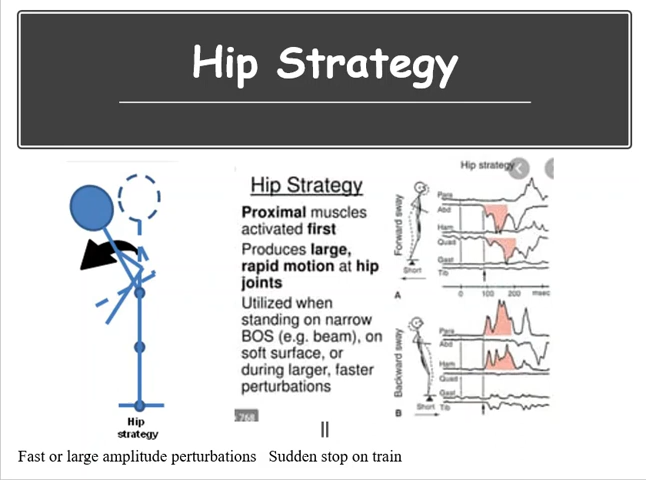 Hip Strategy
Hip
strategy
Hip Strategy
Proximal muscles
activated first
Produces large,
rapid motion at hip
joints
Utilized when
standing on narrow
BOS (e.g. beam), on
soft surface, or
during larger, faster
perturbations
768
Hip strategy
Forward sway
Short
A
Para
Abd
Ham
Quad
Gast
Tib
0 100 200 msec
Backward sway
Short
B
Para
Abd
Ham
Quad
Gast
Tib
Fast or large amplitude perturbations Sudden stop on train